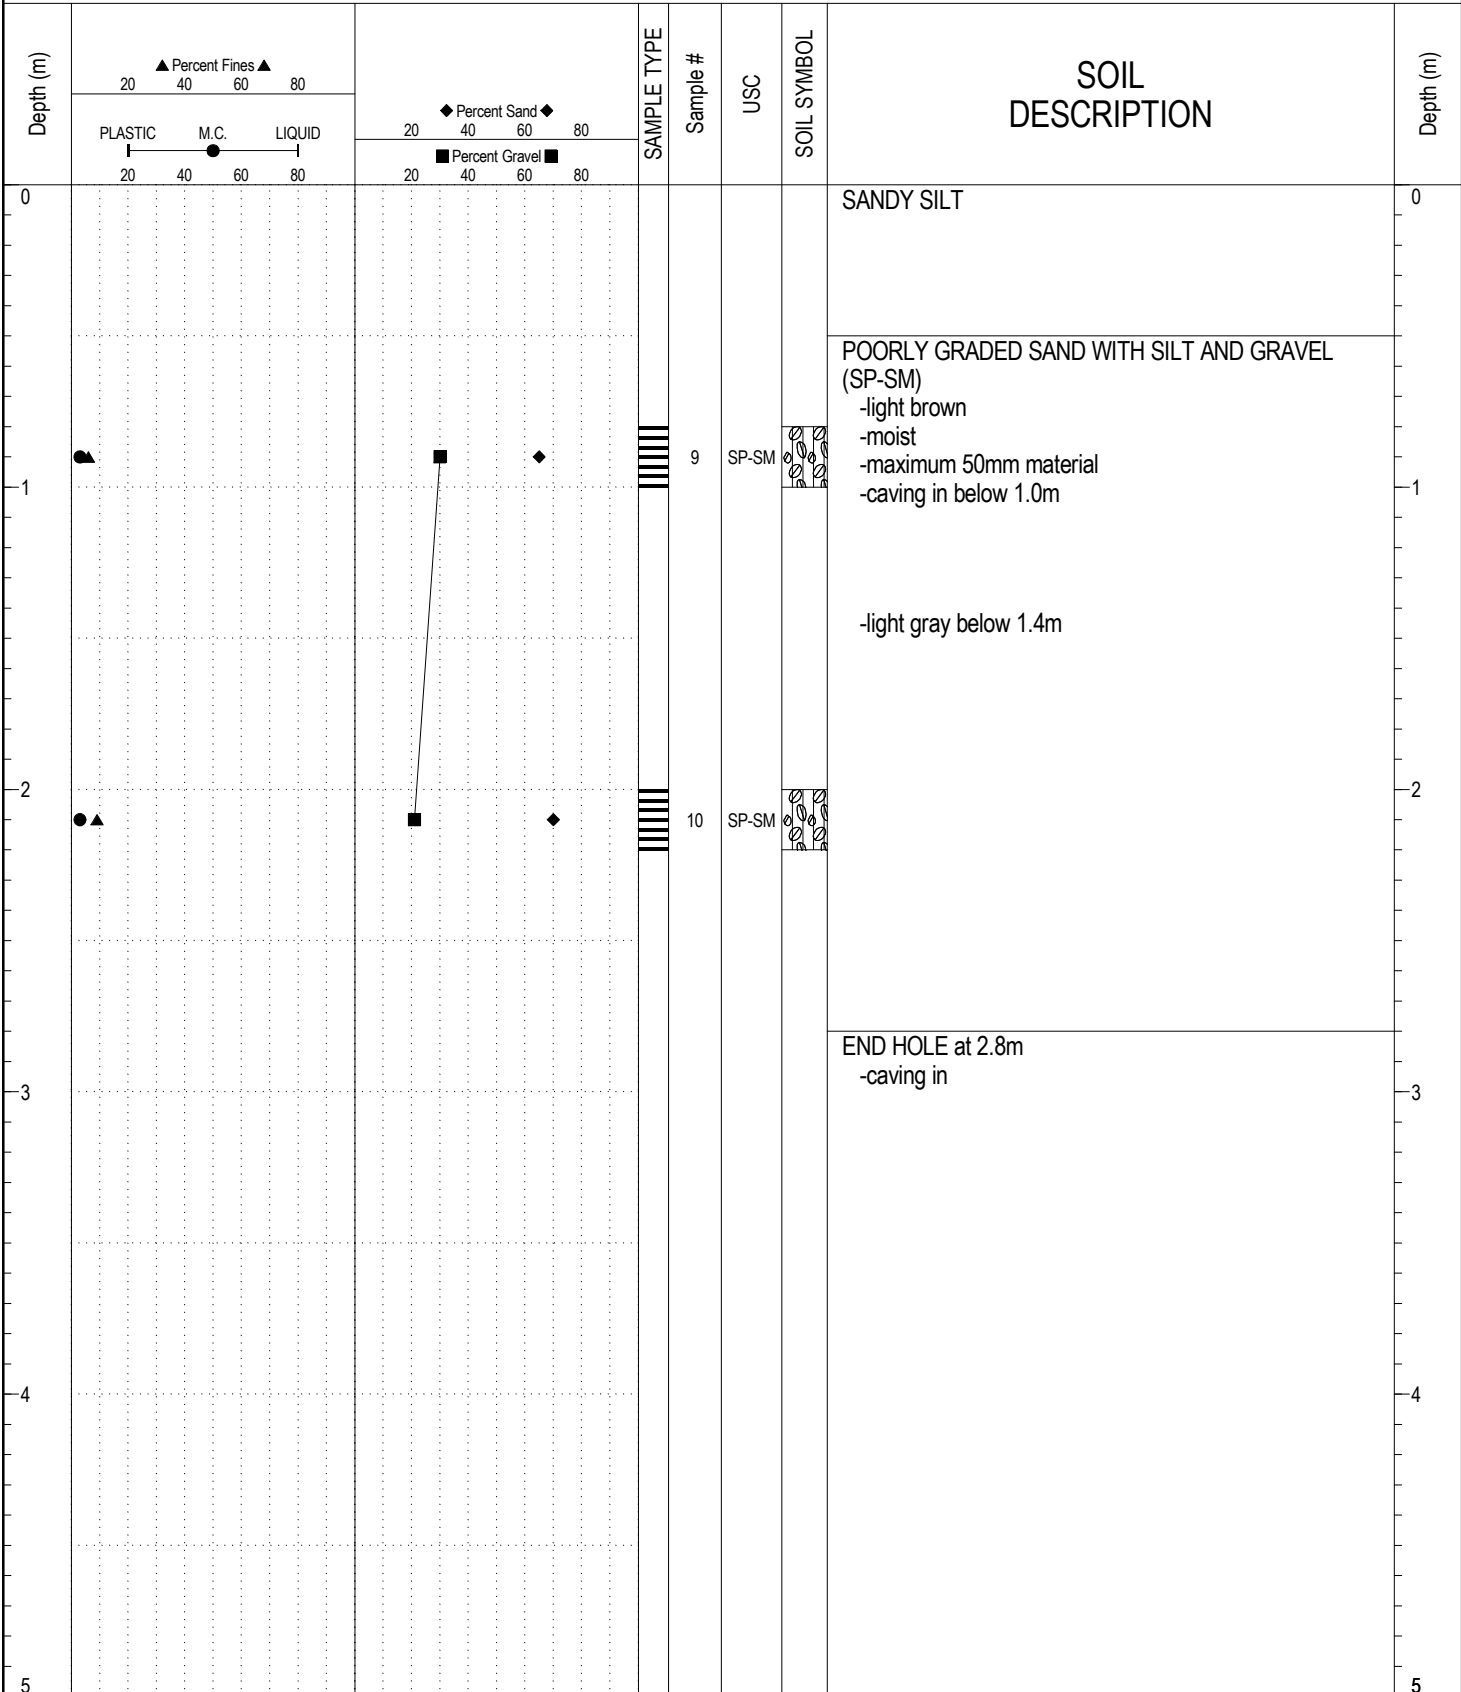 Depth (m)
▲ Percent Fines ▲
20 40 60 80
PLASTIC M.C. LIQUID
20 40 60 80
◆ Percent Sand ◆
20 40 60 80
■ Percent Gravel ■
20 40 60 80
SAMPLE TYPE
Sample #
USC
SOIL SYMBOL
SOIL
DESCRIPTION
Depth (m)
0 SANDY SILT 0
POORLY GRADED SAND WITH SILT AND GRAVEL
(SP-SM)
-light brown
-moist
9 SP-SM -maximum 50mm material
1 -caving in below 1.0m 1
-light gray below 1.4m
2 2
10 SP-SM
END HOLE at 2.8m
-caving in
3 3
4 4
5 5